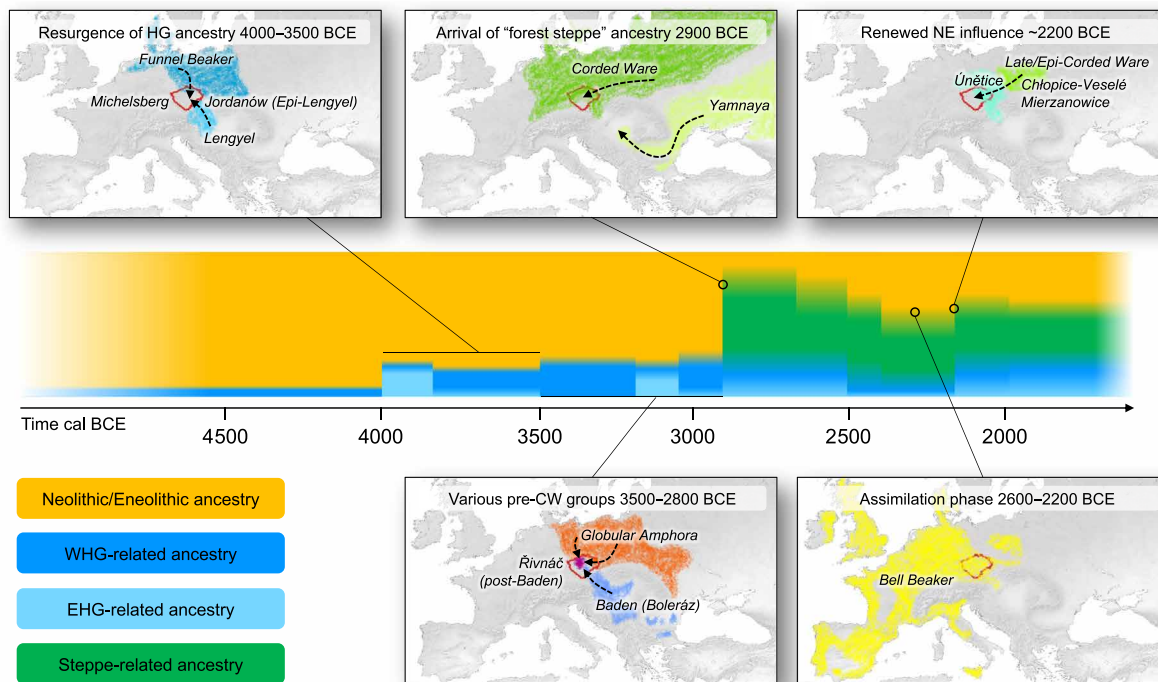 Resurgence of HG ancestry 4000–3500 BCE
Funnel Beaker
Michelsberg
Jordanów (Epi-Lengyel)
Lengyel
Arrival of “forest steppe” ancestry 2900 BCE
Corded Ware
Yamnaya
Renewed NE influence ~2200 BCE
Late/Epi-Corded Ware
Únětice
Chłopice-Veselé
Mierzanowice
Time cal BCE
4500
4000
3500
3000
2500
2000
Neolithic/Eneolithic ancestry
WHG-related ancestry
EHG-related ancestry
Steppe-related ancestry
Various pre-CW groups 3500–2800 BCE
Globular Amphora
Řivnáč
(post-Baden)
Baden (Boleráz)
Assimilation phase 2600–2200 BCE
Bell Beaker